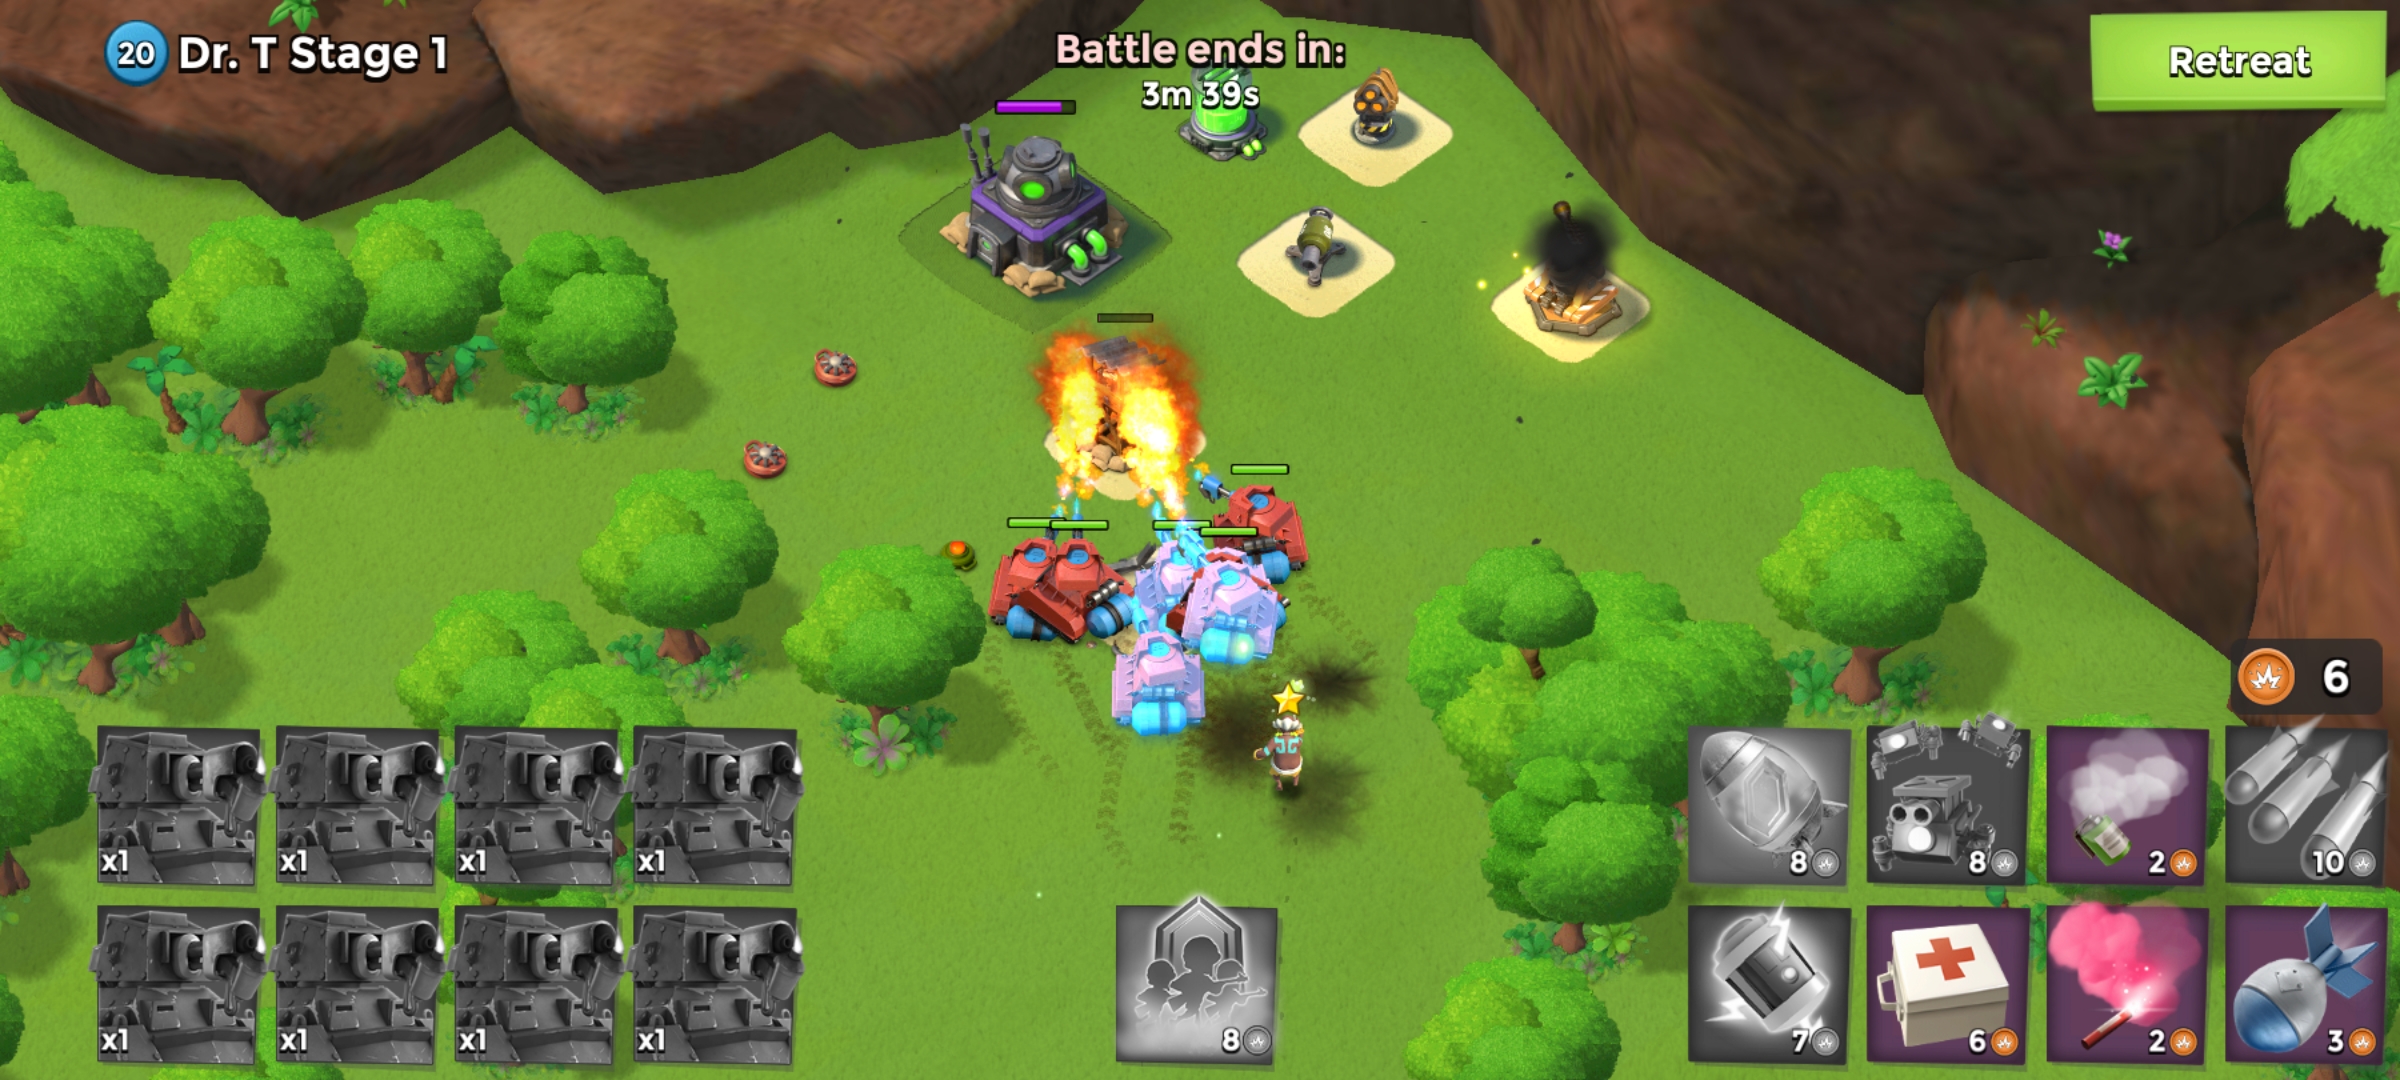 20 Dr. T Stage 1
Battle ends in:
3m 39s
Retreat
6
x1 x1 x1 x1
8 8 2 10
x1 x1 x1 x1
8
7 6 2 3